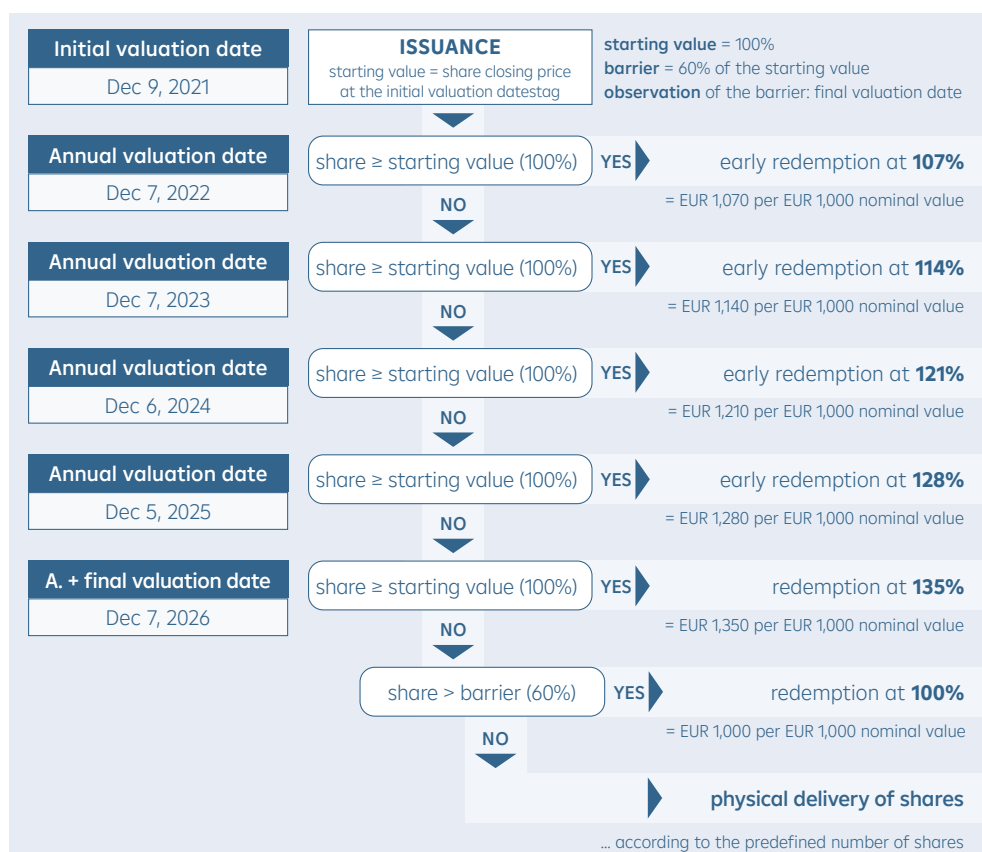 Initial valuation date
Dec 9, 2021
ISSUANCE
starting value = share closing price
at the initial valuation datestag
starting value = 100%
barrier = 60% of the starting value
observation of the barrier: final valuation date
Annual valuation date
Dec 7, 2022
share ≥ starting value (100%)
YES
early redemption at 107%
= EUR 1,070 per EUR 1,000 nominal value
NO
Annual valuation date
Dec 7, 2023
share ≥ starting value (100%)
YES
early redemption at 114%
= EUR 1,140 per EUR 1,000 nominal value
NO
Annual valuation date
Dec 6, 2024
share ≥ starting value (100%)
YES
early redemption at 121%
= EUR 1,210 per EUR 1,000 nominal value
NO
Annual valuation date
Dec 5, 2025
share ≥ starting value (100%)
YES
early redemption at 128%
= EUR 1,280 per EUR 1,000 nominal value
NO
A. + final valuation date
Dec 7, 2026
share ≥ starting value (100%)
YES
redemption at 135%
= EUR 1,350 per EUR 1,000 nominal value
NO
share > barrier (60%)
YES
redemption at 100%
= EUR 1,000 per EUR 1,000 nominal value
NO
physical delivery of shares
... according to the predefined number of shares